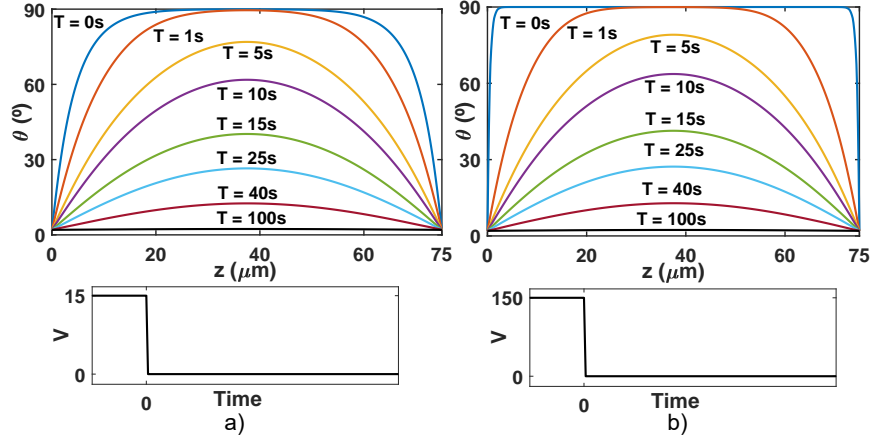 90
T = 0s
T = 1s
T = 5s
60
T = 10s
θ (º)
T = 15s
30
T = 25s
T = 40s
T = 100s
0
0 20 40 60 75
z (μm)
15
V
0
0
Time
a)
90
T = 0s
T = 1s
T = 5s
60
T = 10s
θ (º)
T = 15s
30
T = 25s
T = 40s
T = 100s
0
0 20 40 60 75
z (μm)
150
V
0
0
Time
b)